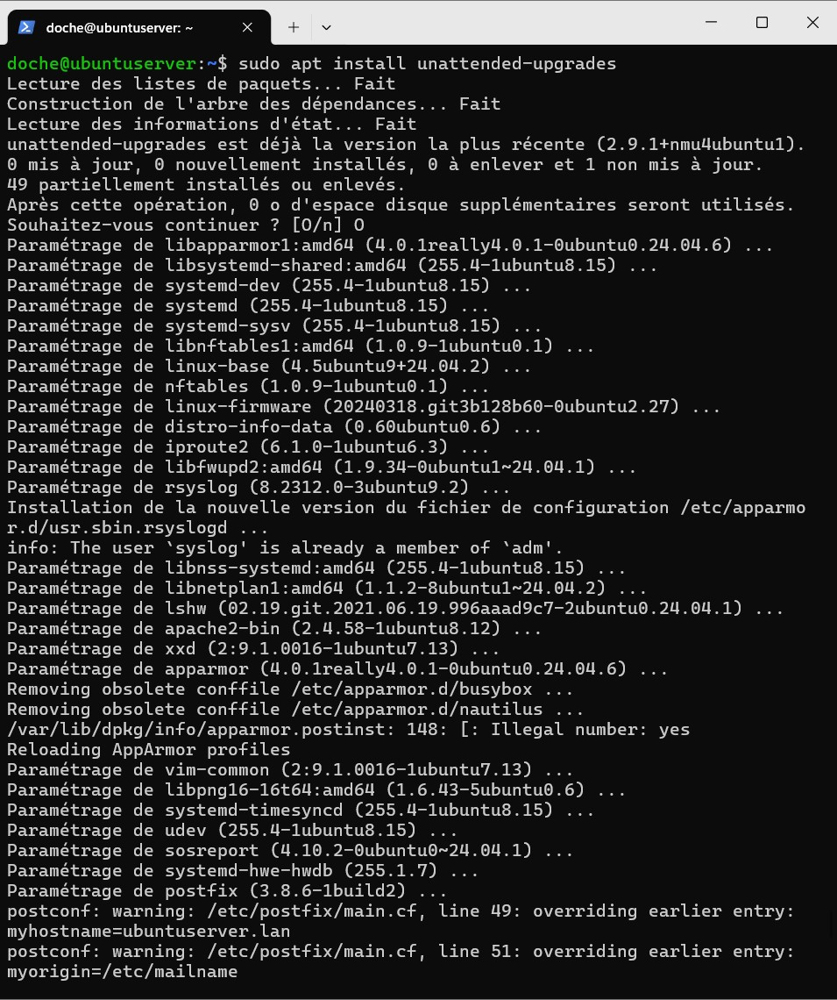 doche@ubuntuserver: ~
doche@ubuntuserver:~$ sudo apt install unattended-upgrades
Lecture des listes de paquets... Fait
Construction de l'arbre des dépendances... Fait
Lecture des informations d'état... Fait
unattended-upgrades est déjà la version la plus récente (2.9.1+nmu4ubuntu1).
0 mis à jour, 0 nouvellement installés, 0 à enlever et 1 non mis à jour.
49 partiellement installés ou enlevés.
Après cette opération, 0 o d'espace disque supplémentaires seront utilisés.
Souhaitez-vous continuer ? [O/n] O
Paramétrage de libapparmor1:amd64 (4.0.1really4.0.1-0ubuntu0.24.04.6) ...
Paramétrage de libsystemd-shared:amd64 (255.4-1ubuntu8.15) ...
Paramétrage de systemd-dev (255.4-1ubuntu8.15) ...
Paramétrage de systemd (255.4-1ubuntu8.15) ...
Paramétrage de systemd-sysv (255.4-1ubuntu8.15) ...
Paramétrage de libnftables1:amd64 (1.0.9-1ubuntu0.1) ...
Paramétrage de linux-base (4.5ubuntu9+24.04.2) ...
Paramétrage de nftables (1.0.9-1ubuntu0.1) ...
Paramétrage de linux-firmware (20240318.git3b128b60-0ubuntu2.27) ...
Paramétrage de distro-info-data (0.60ubuntu0.6) ...
Paramétrage de iproute2 (6.1.0-1ubuntu6.3) ...
Paramétrage de libfwupd2:amd64 (1.9.34-0ubuntu1~24.04.1) ...
Paramétrage de rsyslog (8.2312.0-3ubuntu9.2) ...
Installation de la nouvelle version du fichier de configuration /etc/apparmo
r.d/usr.sbin.rsyslogd ...
info: The user `syslog' is already a member of `adm'.
Paramétrage de libnss-systemd:amd64 (255.4-1ubuntu8.15) ...
Paramétrage de libnetplan1:amd64 (1.1.2-8ubuntu1~24.04.2) ...
Paramétrage de lshw (02.19.git.2021.06.19.996aaad9c7-2ubuntu0.24.04.1) ...
Paramétrage de apache2-bin (2.4.58-1ubuntu8.12) ...
Paramétrage de xxd (2:9.1.0016-1ubuntu7.13) ...
Paramétrage de apparmor (4.0.1really4.0.1-0ubuntu0.24.04.6) ...
Removing obsolete conffile /etc/apparmor.d/busybox ...
Removing obsolete conffile /etc/apparmor.d/nautilus ...
/var/lib/dpkg/info/apparmor.postinst: 148: [: Illegal number: yes
Reloading AppArmor profiles
Paramétrage de vim-common (2:9.1.0016-1ubuntu7.13) ...
Paramétrage de libpng16-16t64:amd64 (1.6.43-5ubuntu0.6) ...
Paramétrage de systemd-timesyncd (255.4-1ubuntu8.15) ...
Paramétrage de udev (255.4-1ubuntu8.15) ...
Paramétrage de sosreport (4.10.2-0ubuntu0~24.04.1) ...
Paramétrage de systemd-hwe-hwdb (255.1.7) ...
Paramétrage de postfix (3.8.6-1build2) ...
postconf: warning: /etc/postfix/main.cf, line 49: overriding earlier entry:
myhostname=ubuntuserver.lan
postconf: warning: /etc/postfix/main.cf, line 51: overriding earlier entry:
myorigin=/etc/mailname